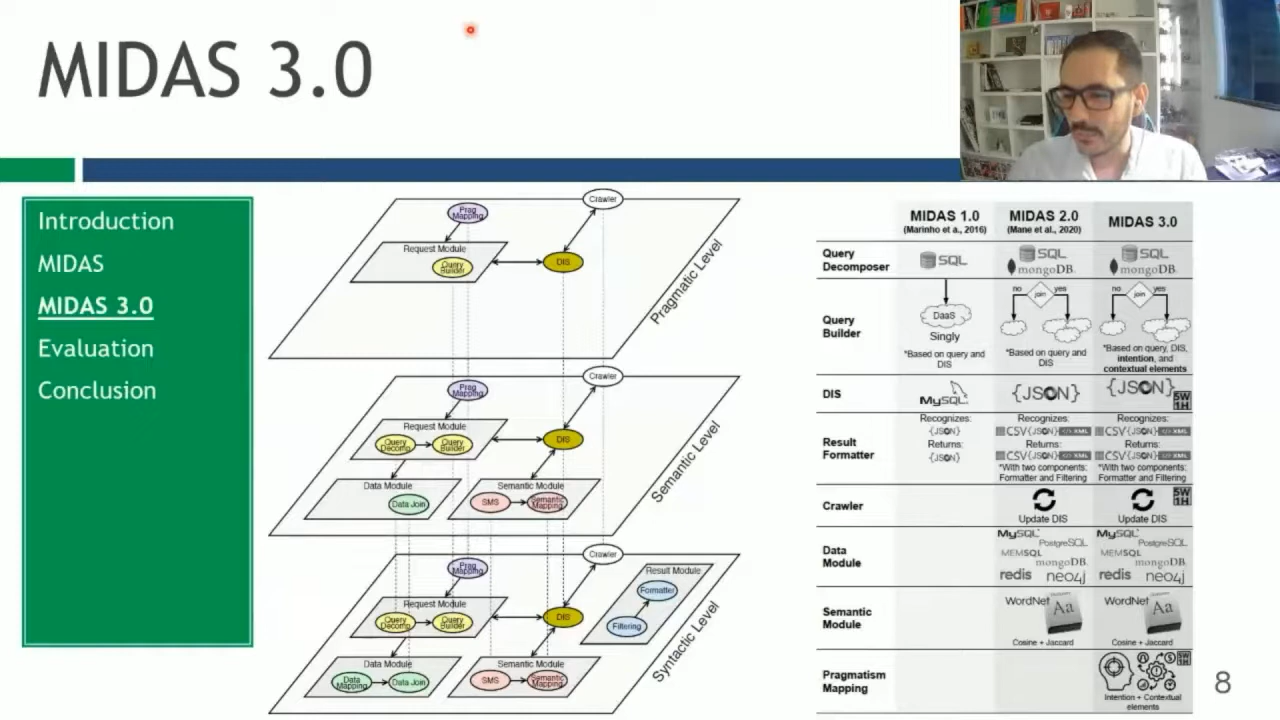 MIDAS 3.0
Introduction
MIDAS
MIDAS 3.0
Evaluation
Conclusion
Crawler
Prag
Mapping
Request Module
Query
Builder
DIS
Pragmatic Level
Crawler
Prag
Mapping
Request Module
Query
Decomp
Query
Builder
DIS
Data Module
Data Join
Semantic Module
SMS
Semantic
Mapping
Semantic Level
Crawler
Prag
Mapping
Request Module
Query
Decomp
Query
Builder
DIS
Result Module
Formatter
Filtering
Data Module
Data
Mapping
Data Join
Semantic Module
SMS
Semantic
Mapping
Syntactic Level
MIDAS 1.0
(Marinho et a., 2016)
MIDAS 2.0
(Mane et al., 2020)
MIDAS 3.0
Query
Decomposer
SQL
SQL
mongoDB.
SQL
mongoDB.
Query
Builder
DaaS
Singly
*Based on query and
DIS
no join yes
*Based on query and
DIS
no join yes
*Based on query, DIS,
intention, and
contextual elements
DIS
MySQL
{JSON}
{JSON}
5W
1H
Result
Formatter
Recognizes:
{JSON}
Returns:
{JSON}
Recognizes:
CSV {JSON} </> XML
Returns:
CSV {JSON} </> XML
*With two components:
Formatter and Filtering
Recognizes:
CSV {JSON} </> XML
Returns:
CSV {JSON} </> XML
*With two components:
Formatter and Filtering
Crawler
Update DIS
Update DIS
5W
1H
Data
Module
MySQL
PostgreSQL
MEMSQL
mongoDB.
redis neo4j
MySQL
PostgreSQL
MEMSQL
mongoDB.
redis neo4j
Semantic
Module
WordNet Aa
Cosine + Jaccard
WordNet Aa
Cosine + Jaccard
Pragmatism
Mapping
5W
1H
Intention + Contextual
elements
8